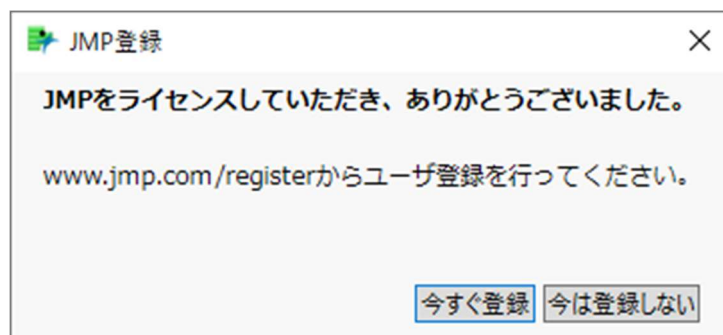 JMP登録
JMPをライセンスしていただき、ありがとうございました。
www.jmp.com/registerからユーザ登録を行ってください。
今すぐ登録 今は登録しない